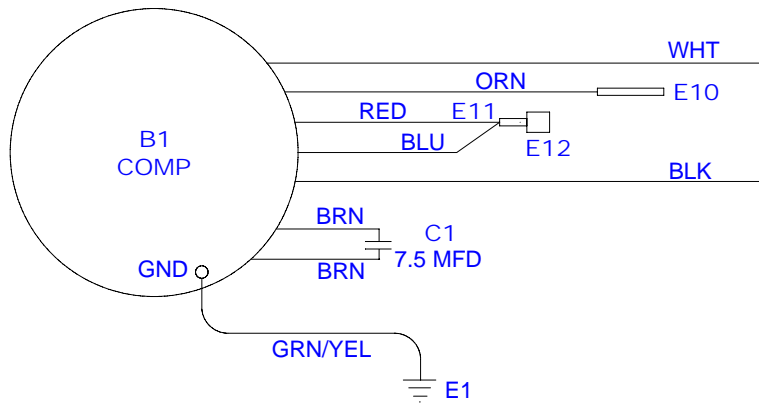 WHT
ORN
E10
RED
E11
B1
COMP
BLU
E12
BLK
BRN
C1
7.5 MFD
BRN
GND
GRN/YEL
E1